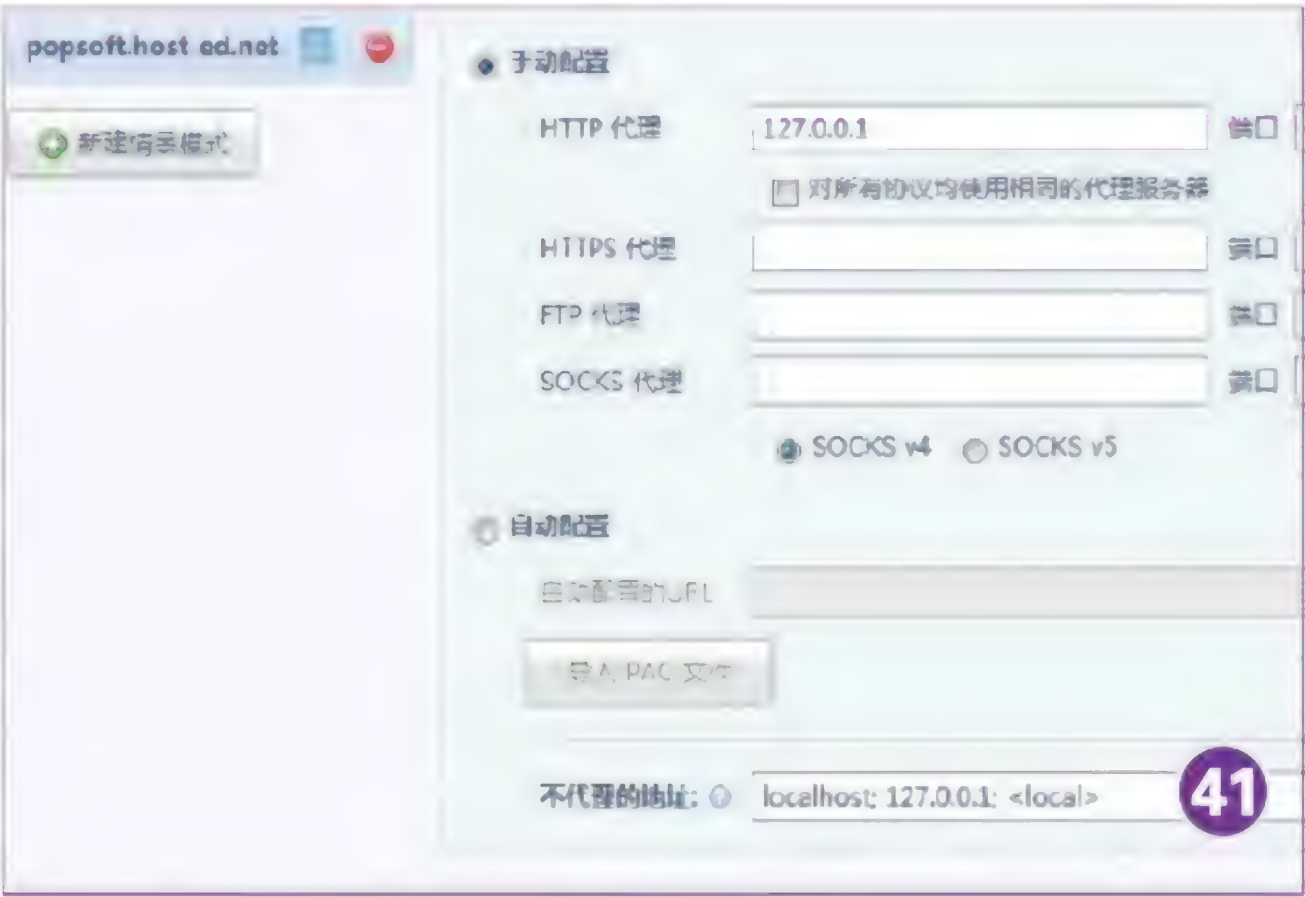 popsoft.host ed.net
新建情景模式
手动配置
HTTP 代理 127.0.0.1 端口
对所有协议均使用相同的代理服务器
HTTPS 代理 端口
FTP 代理 端口
SOCKS 代理 端口
SOCKS v4 SOCKS v5
自动配置
自动配置的URL
导入 PAC 文件
不代理的地址: localhost; 127.0.0.1; <local>
41